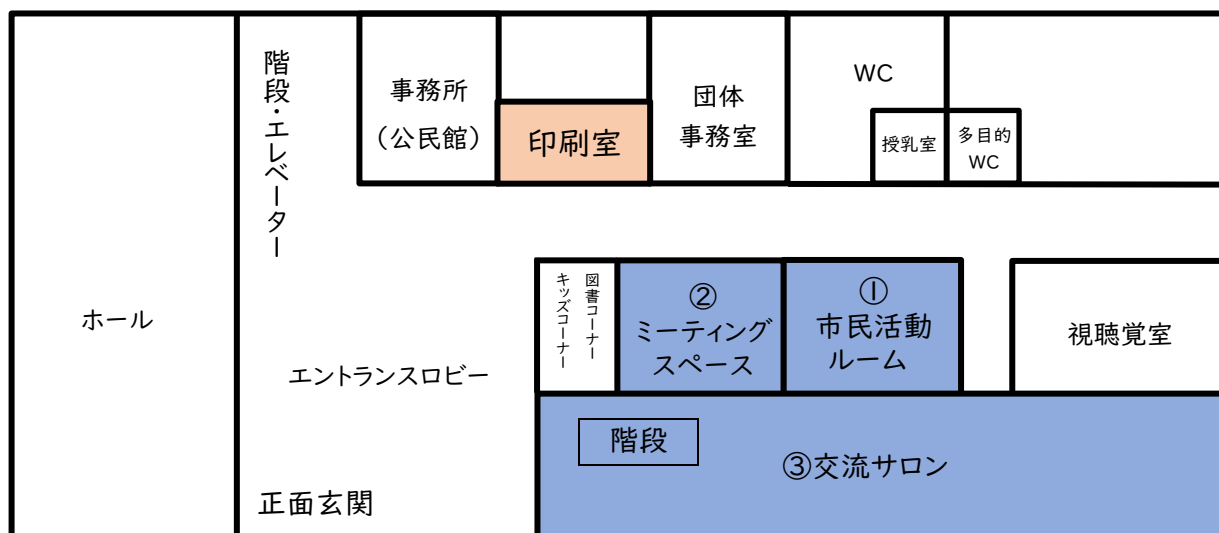 階段・エレベーター
事務所
（公民館）
印刷室
団体
事務室
WC
授乳室
多目的
WC
ホール
エントランスロビー
正面玄関
図書コーナー
キッズコーナー
②
ミーティング
スペース
①
市民活動
ルーム
視聴覚室
階段
③交流サロン